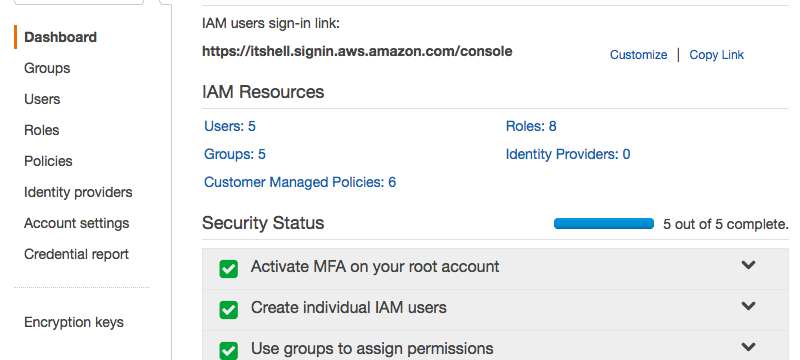 Dashboard
Groups
Users
Roles
Policies
Identity providers
Account settings
Credential report
Encryption keys
IAM users sign-in link:
https://itshell.signin.aws.amazon.com/console
Customize | Copy Link
IAM Resources
Users: 5
Roles: 8
Groups: 5
Identity Providers: 0
Customer Managed Policies: 6
Security Status
5 out of 5 complete.
Activate MFA on your root account
Create individual IAM users
Use groups to assign permissions